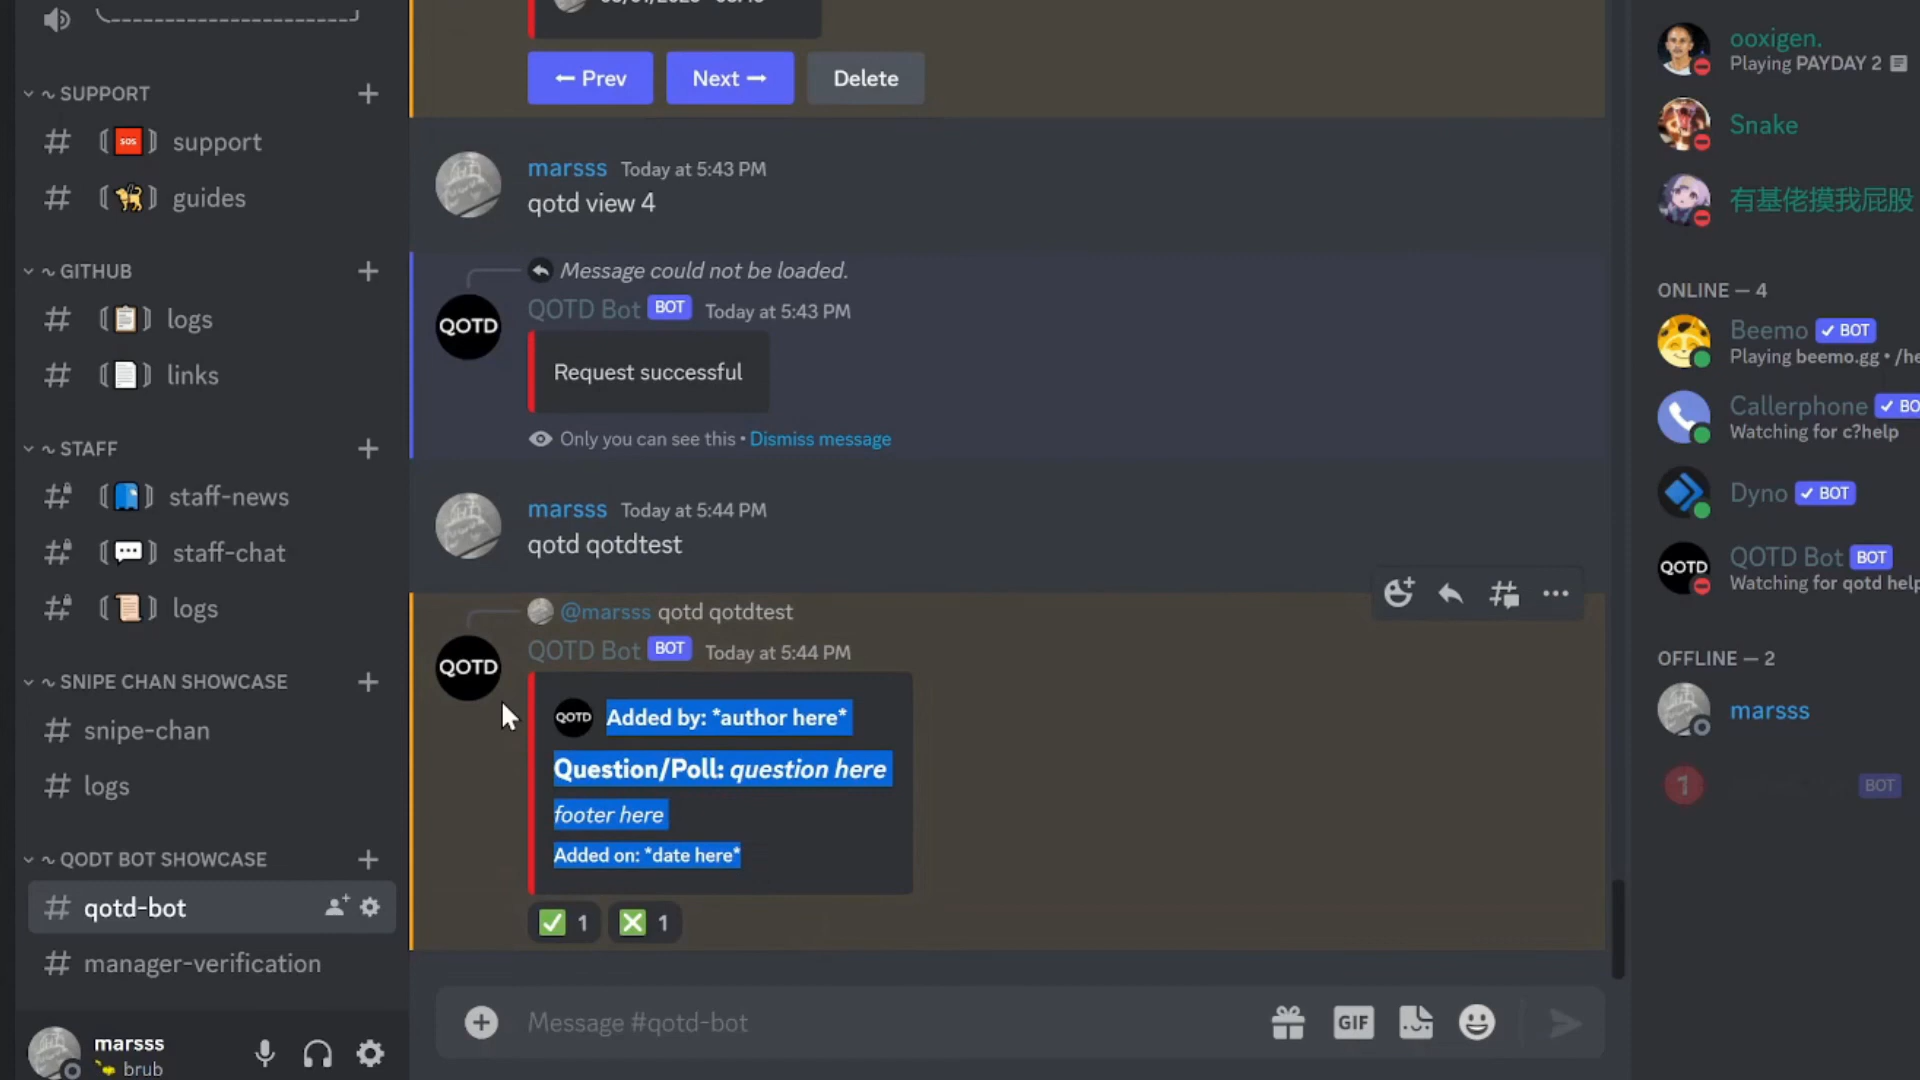 ~ SUPPORT
support
guides
~ GITHUB
logs
links
~ STAFF
staff-news
staff-chat
logs
~ SNIPE CHAN SHOWCASE
snipe-chan
logs
~ QODT BOT SHOWCASE
qotd-bot
manager-verification
marsss
brub
← Prev
Next →
Delete
marsss Today at 5:43 PM
qotd view 4
Message could not be loaded.
QOTD
QOTD Bot BOT Today at 5:43 PM
Request successful
Only you can see this • Dismiss message
marsss Today at 5:44 PM
qotd qotdtest
@marsss qotd qotdtest
QOTD
QOTD Bot BOT Today at 5:44 PM
QOTD Added by: *author here*
Question/Poll: question here
footer here
Added on: *date here*
1 1
Message #qotd-bot
GIF
ooxigen.
Playing PAYDAY 2
Snake
有基佬摸我屁股
ONLINE — 4
Beemo ✓ BOT
Playing beemo.gg • /he
Callerphone ✓ BO
Watching for c?help
Dyno ✓ BOT
QOTD
QOTD Bot BOT
Watching for qotd help
OFFLINE — 2
marsss
1
BOT